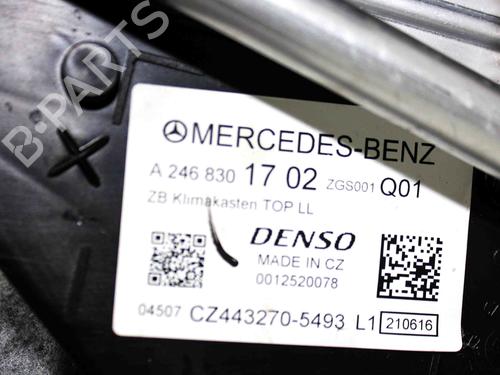 B-PARTS
MERCEDES-BENZ
A 246 830 17 02 ZGS001 Q01
ZB Klimakasten TOP LL
DENSO
MADE IN CZ
0012520078
04507 CZ443270-5493 L1 210616